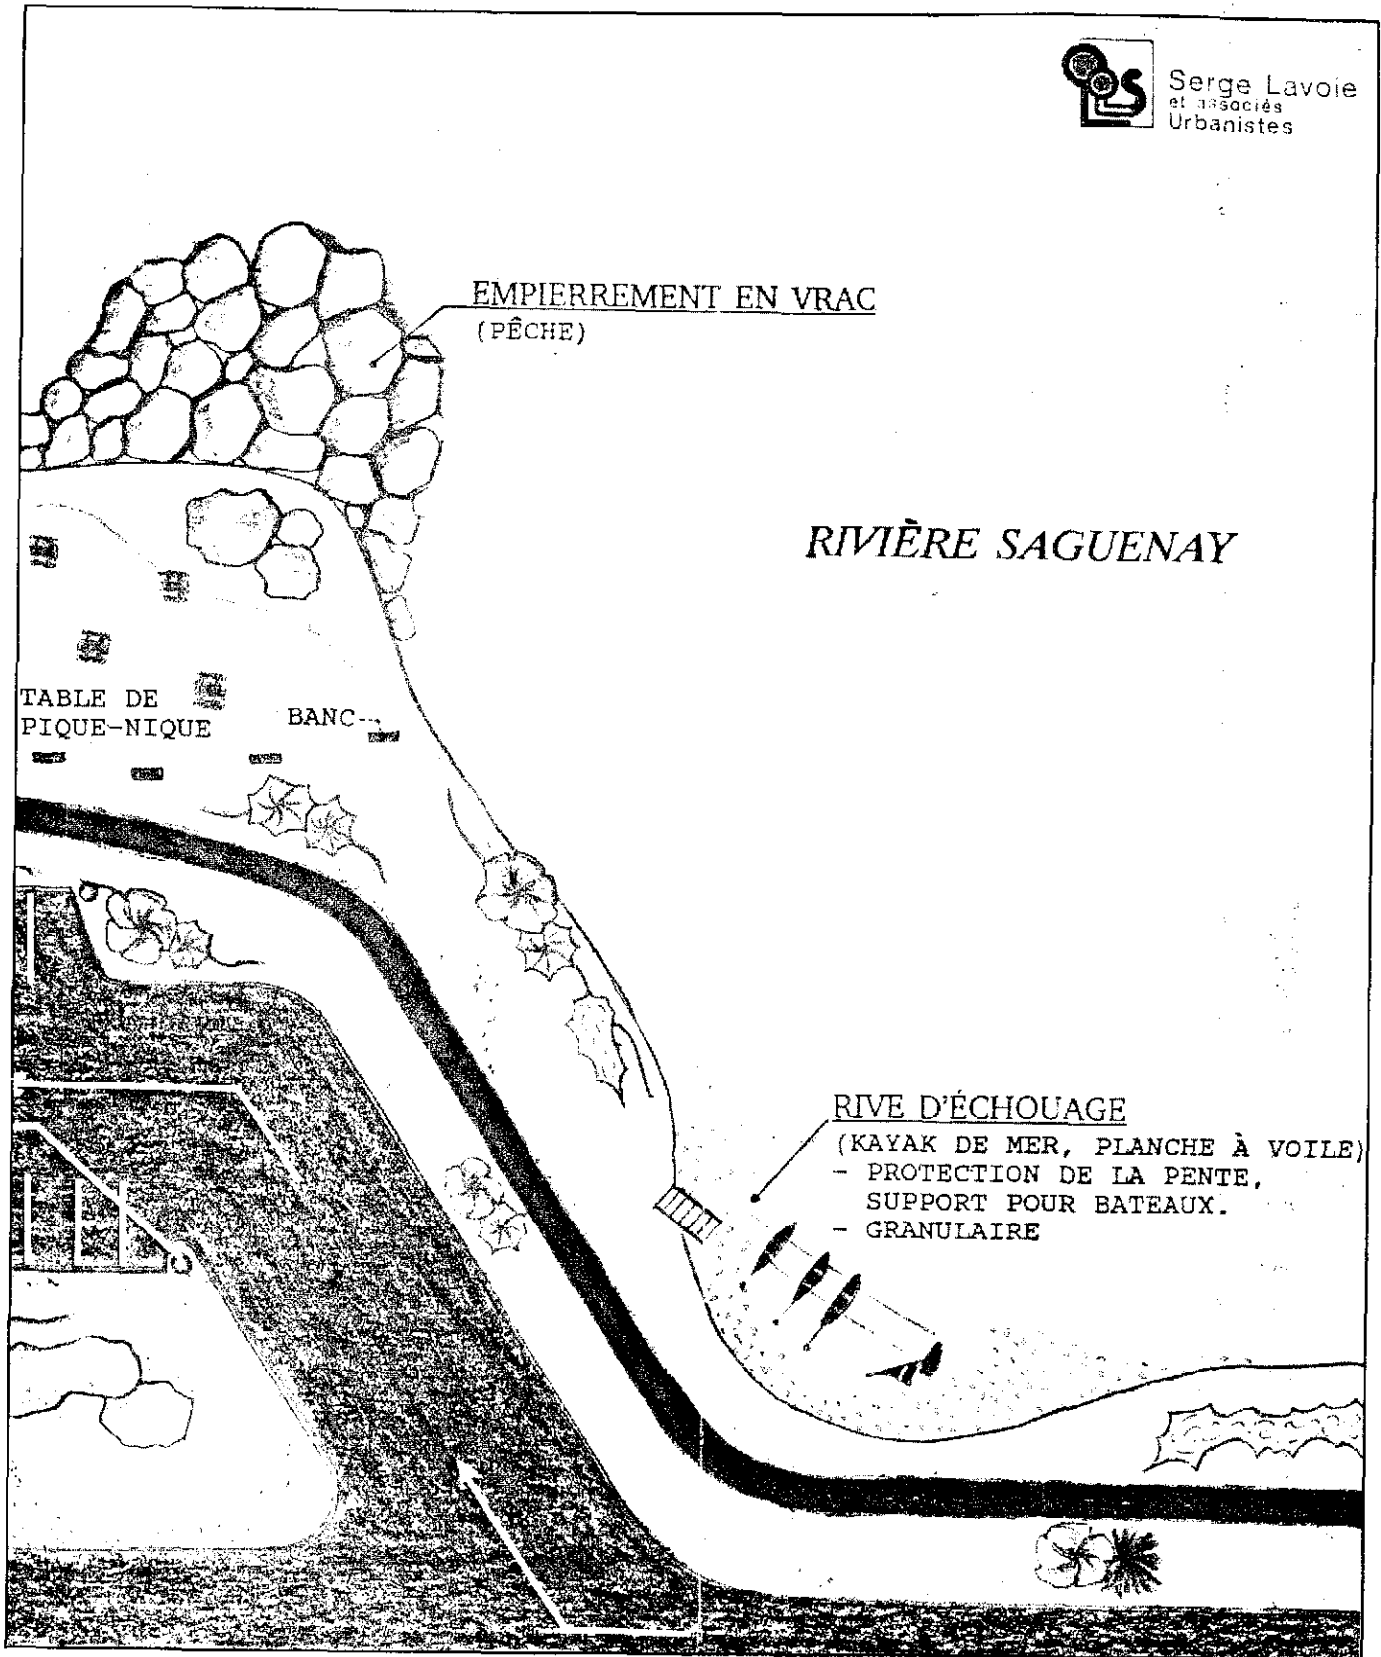 Serge Lavoie
et associés
Urbanistes
EMPIERREMENT EN VRAC
(PÊCHE)
RIVIÈRE SAGUENAY
TABLE DE
PIQUE-NIQUE
BANC
RIVE D'ÉCHOUAGE
(KAYAK DE MER, PLANCHE À VOILE)
- PROTECTION DE LA PENTE,
SUPPORT POUR BATEAUX.
- GRANULAIRE